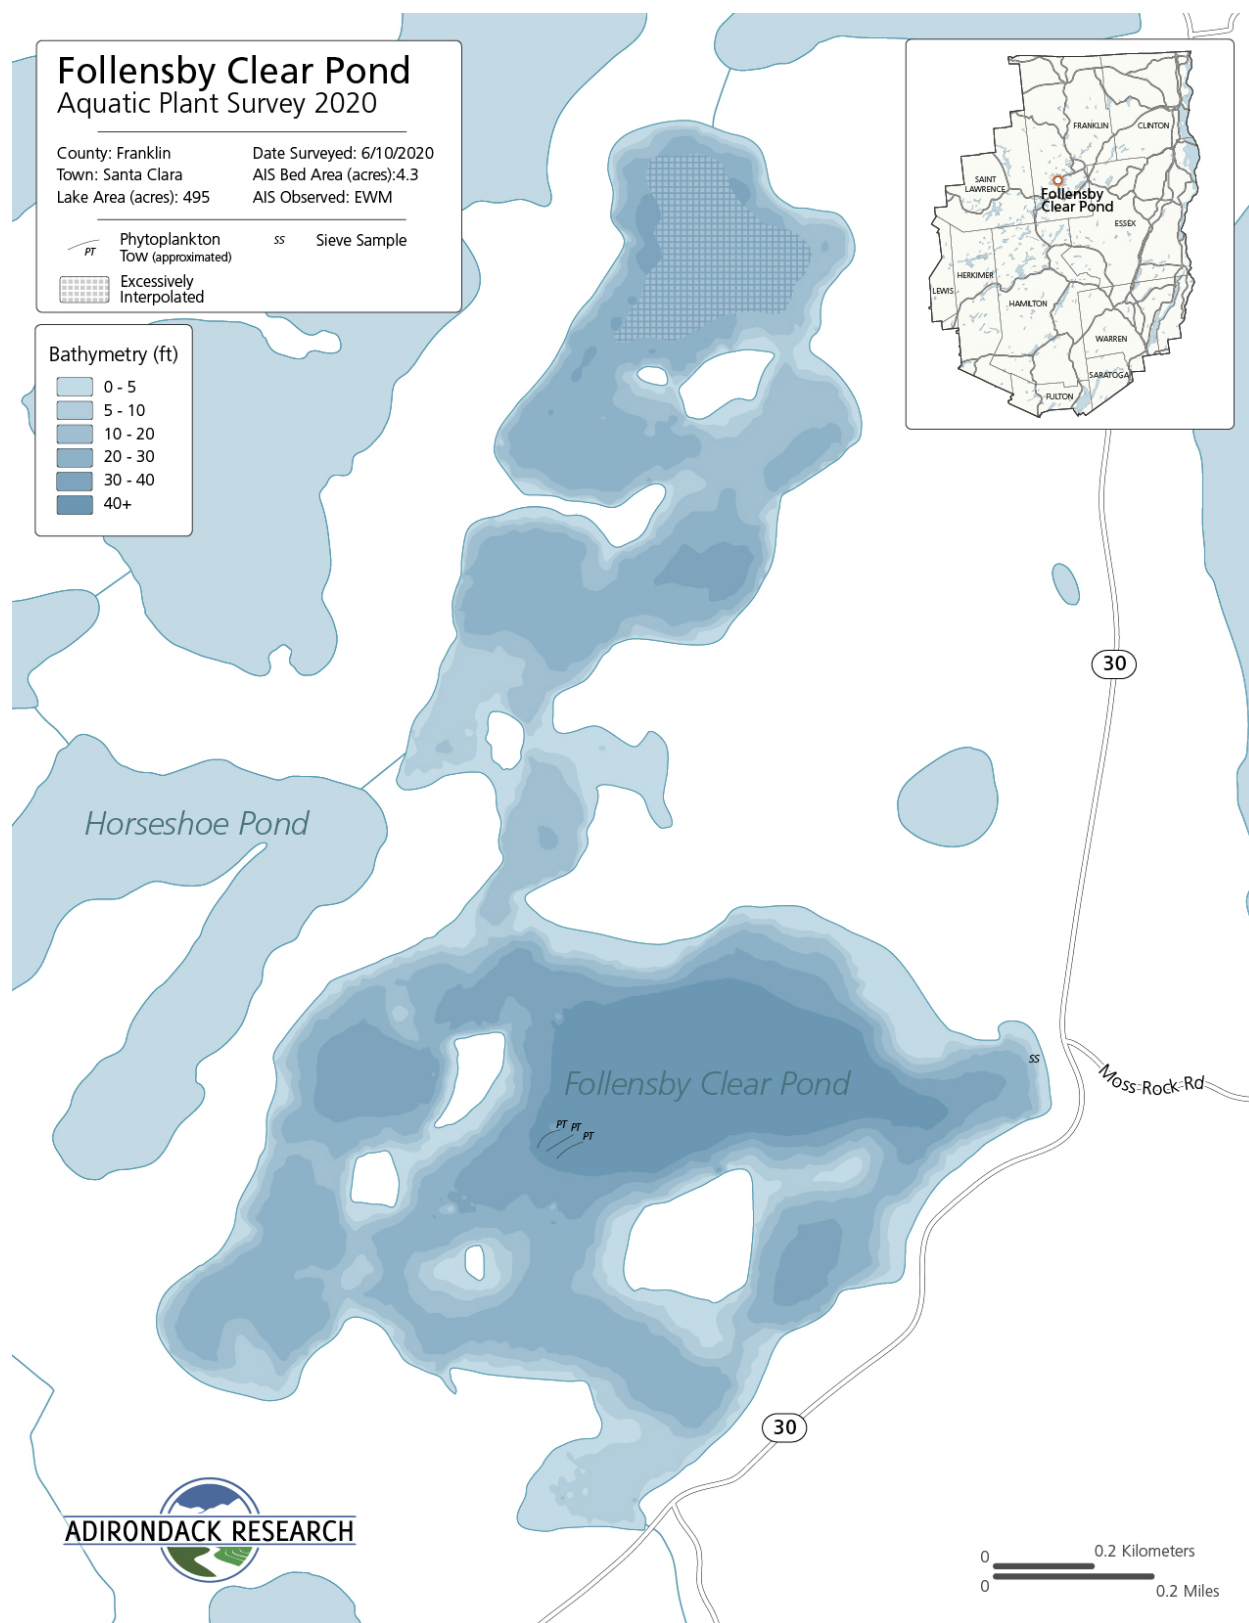 Follensby Clear Pond
Aquatic Plant Survey 2020
County: Franklin
Date Surveyed: 6/10/2020
Town: Santa Clara
AIS Bed Area (acres):4.3
Lake Area (acres): 495
AIS Observed: EWM
PT
Phytoplankton
Tow (approximated)
SS
Sieve Sample
Excessively
Interpolated
Bathymetry (ft)
0 - 5
5 - 10
10 - 20
20 - 30
30 - 40
40+
FRANKLIN
CLINTON
SAINT
LAWRENCE
Follensby
Clear Pond
ESSEX
HERKIMER
LEWIS
HAMILTON
WARREN
SARATOGA
FULTON
30
Horseshoe Pond
SS
Follensby Clear Pond
Moss Rock Rd
PT
PT
PT
30
ADIRONDACK RESEARCH
0
0.2 Kilometers
0
0.2 Miles